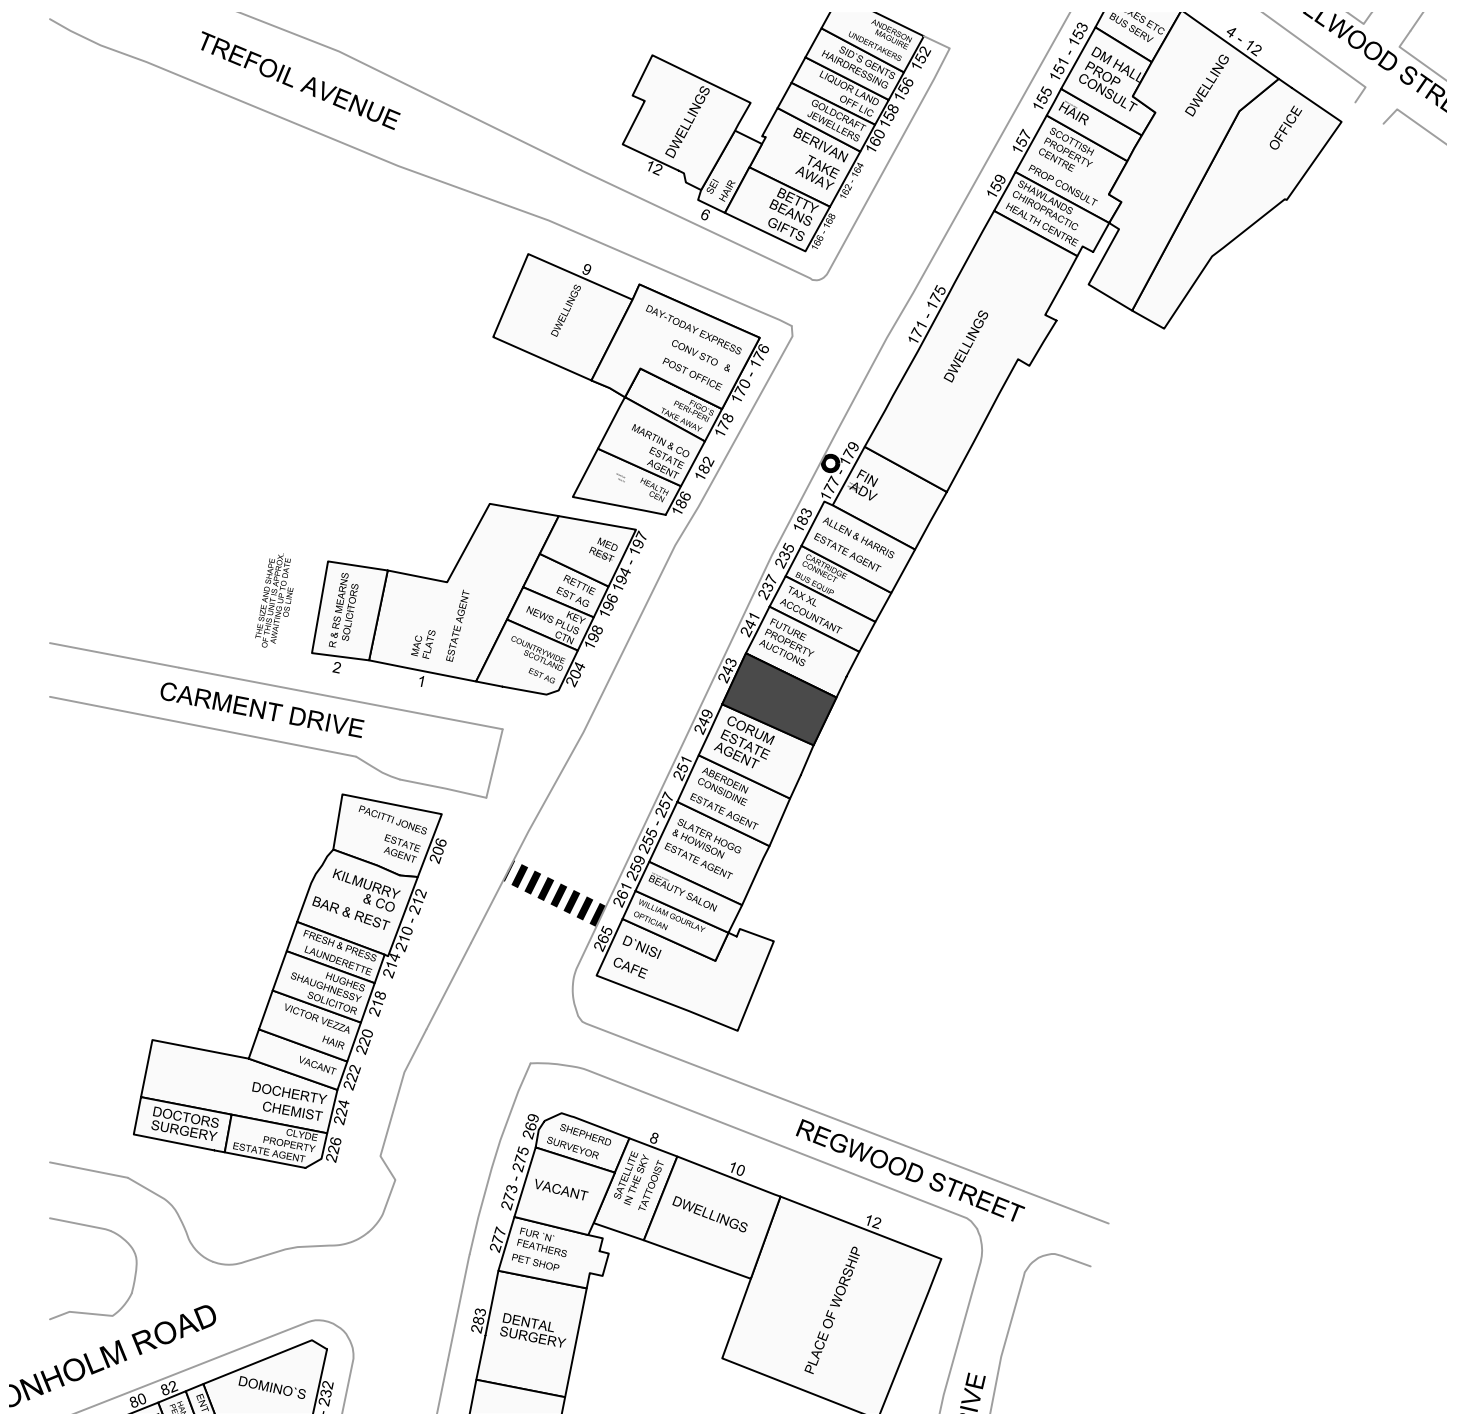 TREFOIL AVENUE
ANDERSON
MAGUIRE
UNDERTAKERS
152
SID`S GENTS
HAIRDRESSING
156
LIQUOR LAND
OFF LIC
158
GOLDCRAFT
JEWELLERS
160
BERIVAN
TAKE
AWAY
162 - 164
BETTY
BEANS
GIFTS
166 - 168
DWELLINGS
12
SEI
HAIR
6
XES ETC
BUS SERV
151 - 153
DM HALL
PROP
CONSULT
155
HAIR
157
SCOTTISH
PROPERTY
CENTRE
PROP CONSULT
159
SHAWLANDS
CHIROPRACTIC
HEALTH CENTRE
4 - 12
DWELLING
OFFICE
LLWOOD STRE
171 - 175
DWELLINGS
9
DWELLINGS
DAY-TODAY EXPRESS
CONV STO &
POST OFFICE
170 - 176
FIGO`S
PERI-PERI
TAKE AWAY
178
MARTIN & CO
ESTATE
AGENT
182
HEALTH
CEN
186
177 - 179
FIN
ADV
183
ALLEN & HARRIS
ESTATE AGENT
235
CARTRIDGE
CONNECT
BUS EQUIP
237
TAX XL
ACCOUNTANT
241
FUTURE
PROPERTY
AUCTIONS
243
249
CORUM
ESTATE
AGENT
251
ABERDEIN
CONSIDINE
ESTATE AGENT
255 - 257
SLATER HOGG
& HOWISON
ESTATE AGENT
259
BEAUTY SALON
261
WILLIAM GOURLAY
OPTICIAN
265
D`NISI
CAFE
MED
REST
194 - 197
RETTIE
EST AG
196
KEY
NEWS PLUS
CTN
198
COUNTRYWIDE
SCOTLAND
EST AG
204
THE SIZE AND SHAPE
OF THIS UNIT IS APPROX.
AWAITING UP TO DATE
OS LINE
R & RS MEARNS
SOLICITORS
2
MAC
FLATS
ESTATE AGENT
1
CARMENT DRIVE
PACITTI JONES
ESTATE
AGENT
206
KILMURRY
& CO
BAR & REST
210 - 212
FRESH & PRESS
LAUNDERETTE
214
HUGHES
SHAUGHNESSY
SOLICITOR
218
VICTOR VEZZA
HAIR
220
VACANT
222
DOCHERTY
CHEMIST
224
DOCTORS
SURGERY
CLYDE
PROPERTY
ESTATE AGENT
226
269
SHEPHERD
SURVEYOR
8
SATELLITE
IN THE SKY
TATTOOIST
10
DWELLINGS
12
PLACE OF WORSHIP
REGWOOD STREET
273 - 275
VACANT
277
FUR `N`
FEATHERS
PET SHOP
283
DENTAL
SURGERY
ONHOLM ROAD
80
82
ENT
DOMINO`S
- 232
IVE